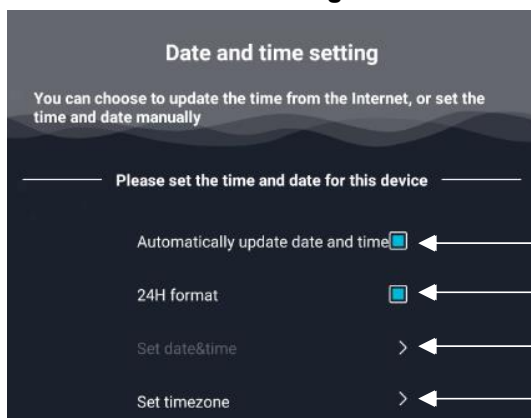 Date and time setting
You can choose to update the time from the Internet, or set the
time and date manually
Please set the time and date for this device
Automatically update date and time
24H format
Set date&time
Set timezone